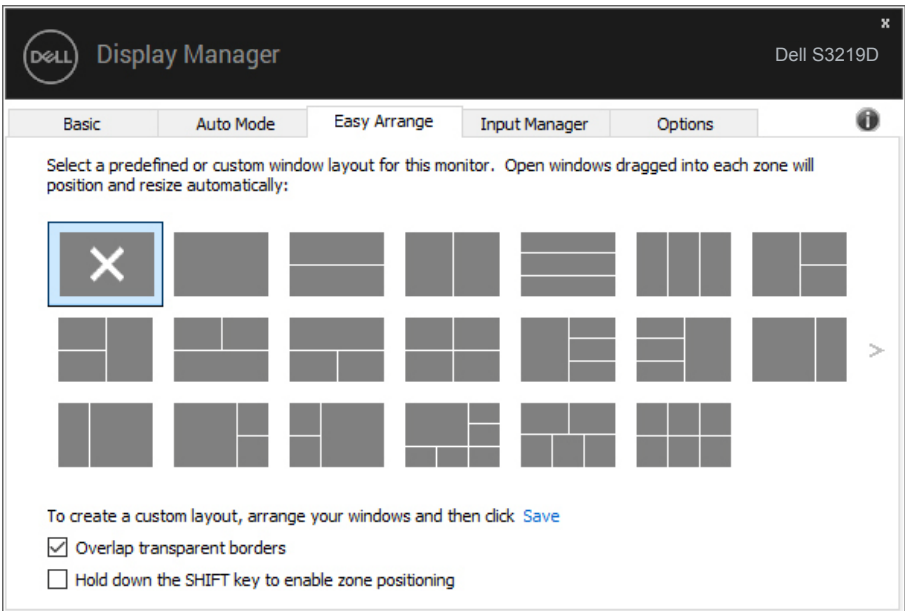 x
DELL
Display Manager
Dell S3219D
Basic
Auto Mode
Easy Arrange
Input Manager
Options
i
Select a predefined or custom window layout for this monitor.  Open windows dragged into each zone will
position and resize automatically:
>
To create a custom layout, arrange your windows and then click Save
Overlap transparent borders
Hold down the SHIFT key to enable zone positioning